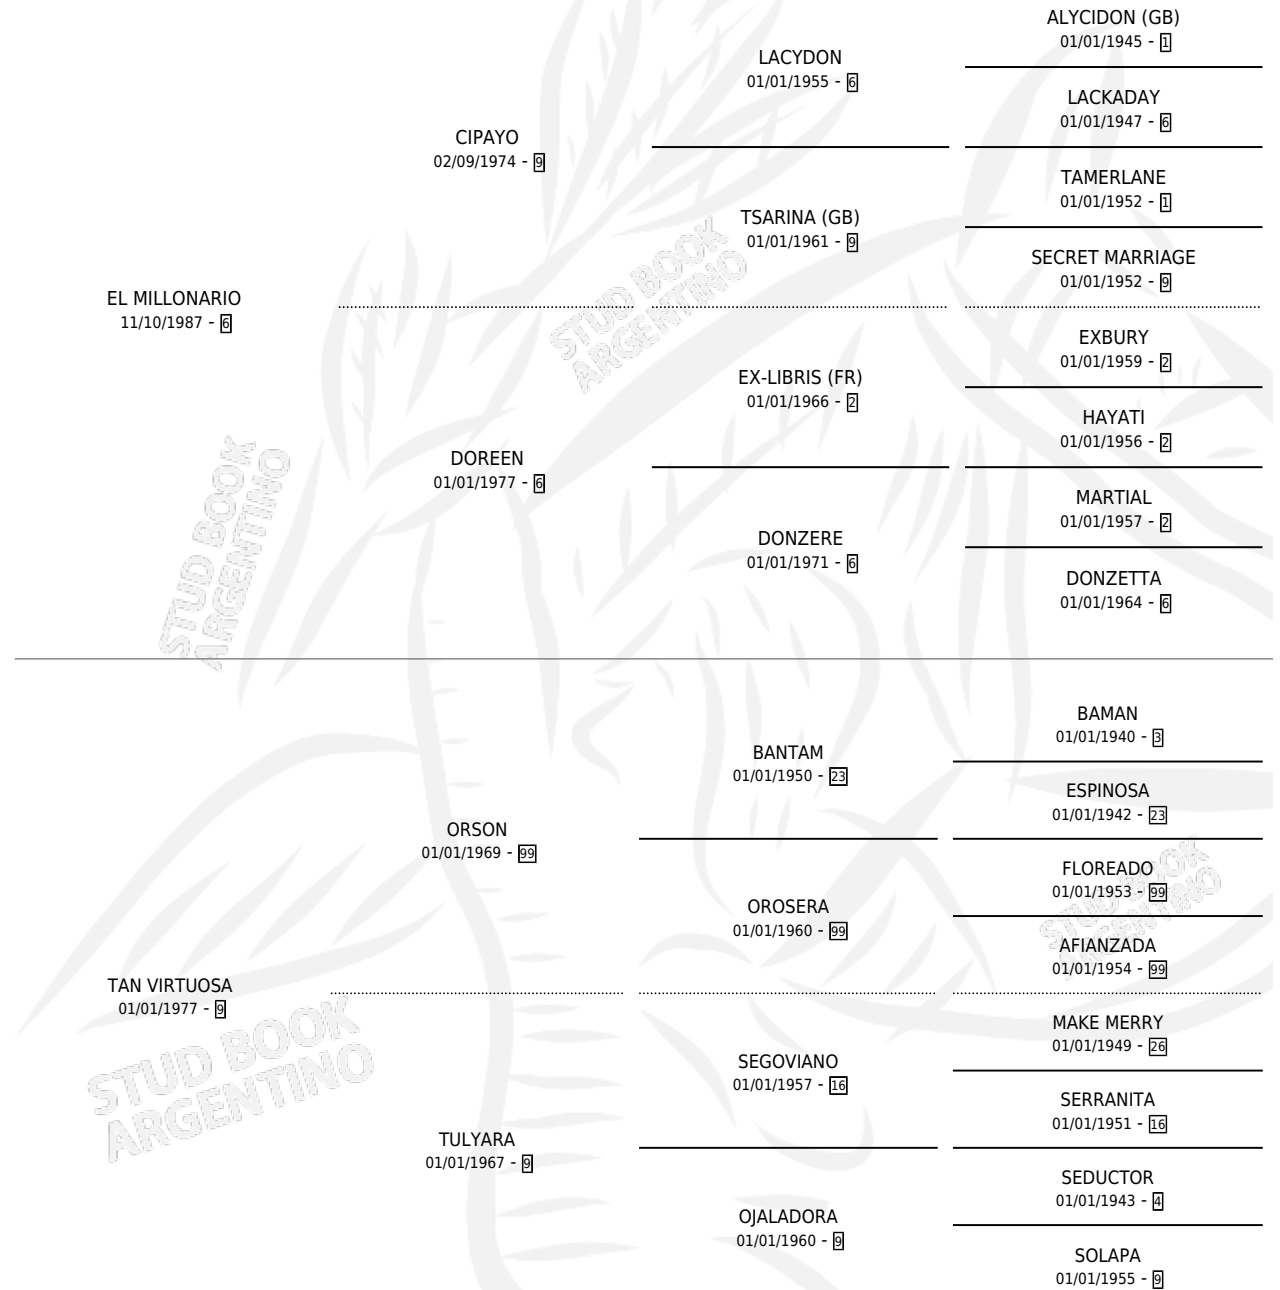 ALYCIDON (GB)
01/01/1945 - 1
LACYDON
01/01/1955 - 6
LACKADAY
01/01/1947 - 6
CIPAYO
02/09/1974 - 9
TAMERLANE
01/01/1952 - 1
TSARINA (GB)
01/01/1961 - 9
SECRET MARRIAGE
01/01/1952 - 9
EL MILLONARIO
11/10/1987 - 6
STUD BOOK
ARGENTINO
EXBURY
01/01/1959 - 2
EX-LIBRIS (FR)
01/01/1966 - 2
HAYATI
01/01/1956 - 2
DOREEN
01/01/1977 - 6
MARTIAL
01/01/1957 - 2
DONZERE
01/01/1971 - 6
DONZETTA
01/01/1964 - 6
STUD BOOK
ARGENTINO
BAMAN
01/01/1940 - 3
BANTAM
01/01/1950 - 23
ESPINOSA
01/01/1942 - 23
ORSON
01/01/1969 - 99
FLOREADO
01/01/1953 - 99
OROSERA
01/01/1960 - 99
AFIANZADA
01/01/1954 - 99
STUD BOOK
ARGENTINO
TAN VIRTUOSA
01/01/1977 - 9
MAKE MERRY
01/01/1949 - 26
SEGOVIANO
01/01/1957 - 16
SERRANITA
01/01/1951 - 16
STUD BOOK
ARGENTINO
TULYARA
01/01/1967 - 9
SEDUCTOR
01/01/1943 - 4
OJALADORA
01/01/1960 - 9
SOLAPA
01/01/1955 - 9